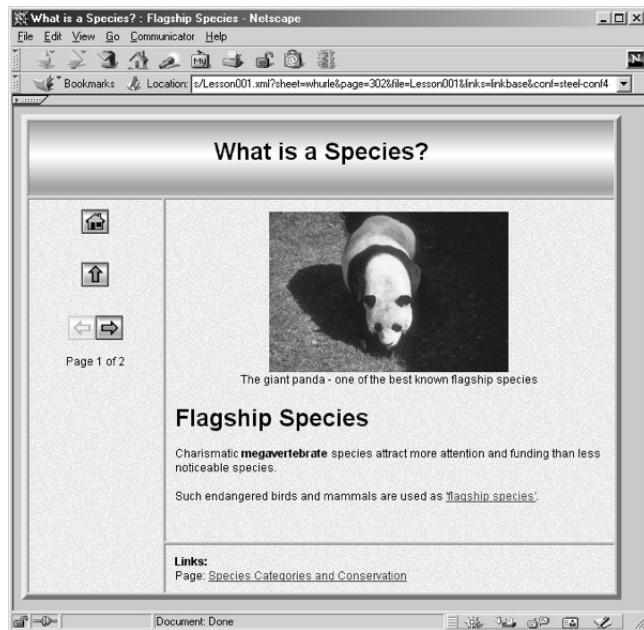 What is a Species? : Flagship Species - Netscape
File Edit View Go Communicator Help
My
N
Bookmarks Location: s/Lesson001.xml?sheet=whurle&page=302&file=Lesson001&links=linkbase&conf=steel-conf4
What is a Species?
Page 1 of 2
The giant panda - one of the best known flagship species
Flagship Species
Charismatic megavertebrate species attract more attention and funding than less
noticeable species.
Such endangered birds and mammals are used as 'flagship species'.
Links:
Page: Species Categories and Conservation
Document: Done